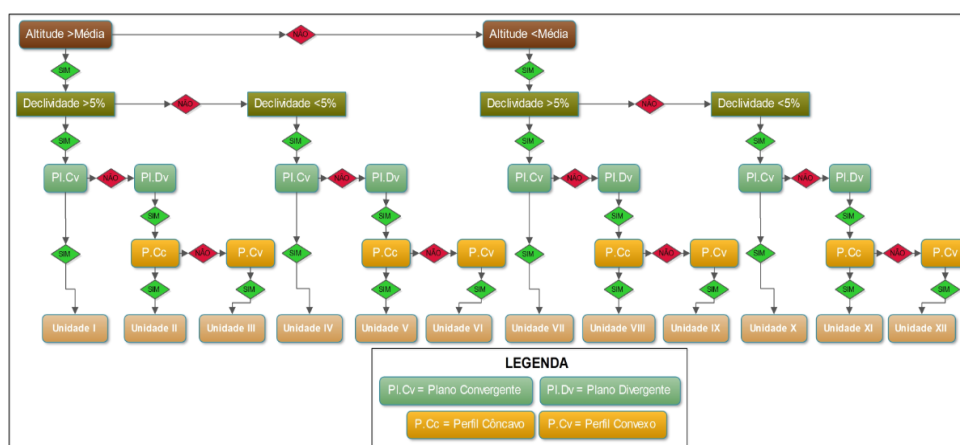 Altitude >Média NÃO Altitude <Média
SIM SIM
Declividade >5% NÃO Declividade <5% Declividade >5% NÃO Declividade <5%
SIM SIM SIM SIM
Pl.Cv NÃO Pl.Dv Pl.Cv NÃO Pl.Dv Pl.Cv NÃO Pl.Dv Pl.Cv NÃO Pl.Dv
SIM SIM SIM SIM
SIM P.Cc NÃO P.Cv SIM P.Cc NÃO P.Cv SIM P.Cc NÃO P.Cv SIM P.Cc NÃO P.Cv
SIM SIM SIM SIM SIM SIM SIM SIM
Unidade I Unidade II Unidade III Unidade IV Unidade V Unidade VI Unidade VII Unidade VIII Unidade IX Unidade X Unidade XI Unidade XII
LEGENDA
Pl.Cv = Plano Convergente Pl.Dv = Plano Divergente
P.Cc = Perfil Côncavo P.Cv = Perfil Convexo